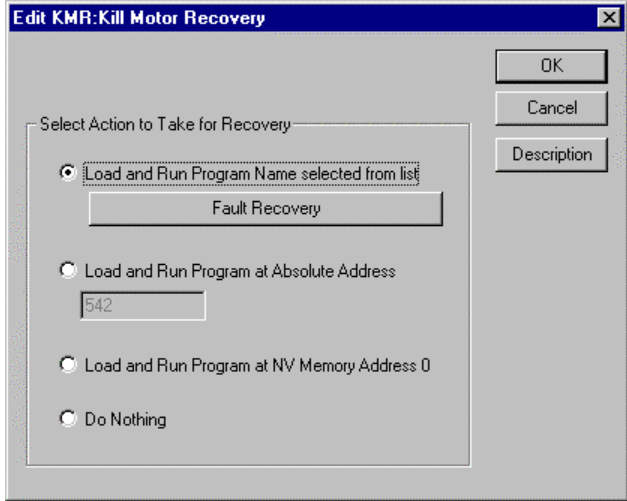 Edit KMR:Kill Motor Recovery
OK
Cancel
Description
Select Action to Take for Recovery
Load and Run Program Name selected from list
Fault Recovery
Load and Run Program at Absolute Address
542
Load and Run Program at NV Memory Address 0
Do Nothing